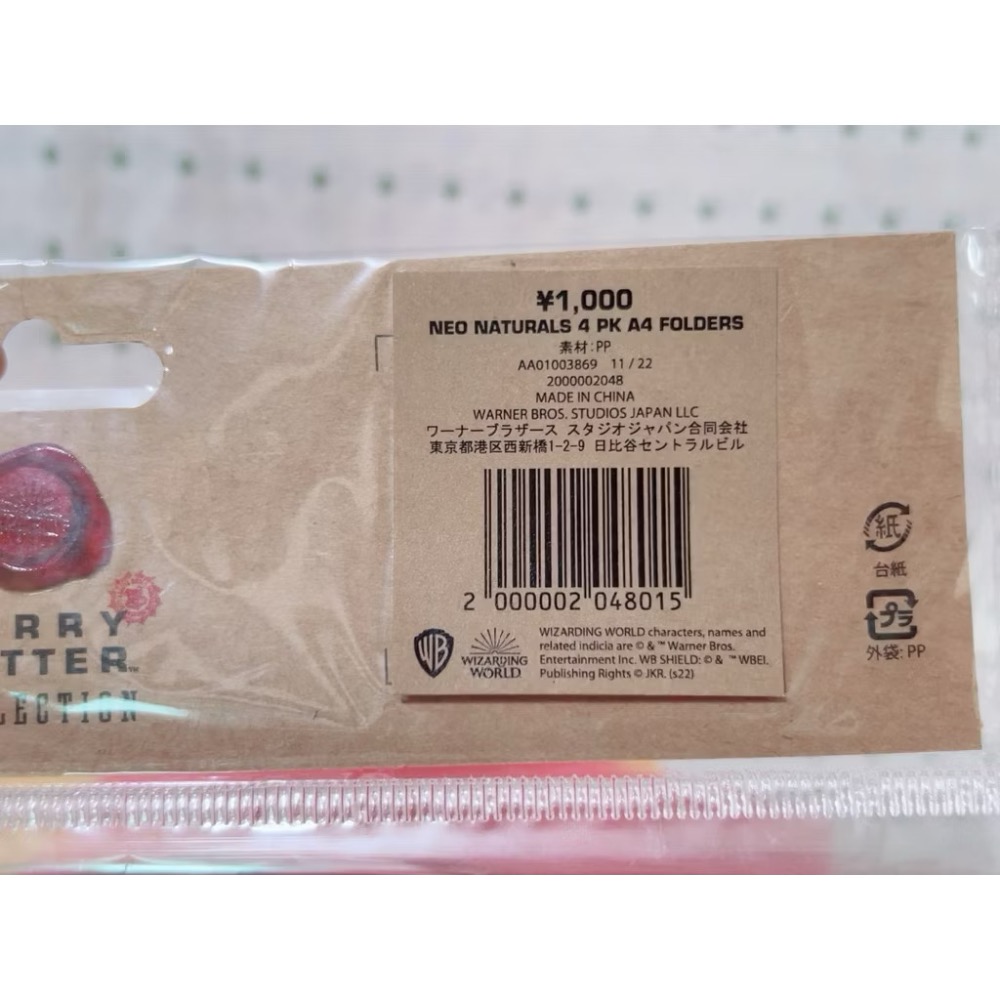 ¥1,000
NEO NATURALS 4 PK A4 FOLDERS
素材:PP
AA01003869 11/22
2000002048
MADE IN CHINA
WARNER BROS. STUDIOS JAPAN LLC
ワーナーブラザース スタジオジャパン合同会社
東京都港区西新橋1-2-9 日比谷セントラルビル
2 000002 048015
WB
WIZARDING
WORLD
WIZARDING WORLD characters, names and
related indicia are © & ™ Warner Bros.
Entertainment Inc. WB SHIELD: © & ™ WBEI.
Publishing Rights © JKR. (s22)
紙
台紙
プラ
外袋: PP
RRY
TTER™
LECTION